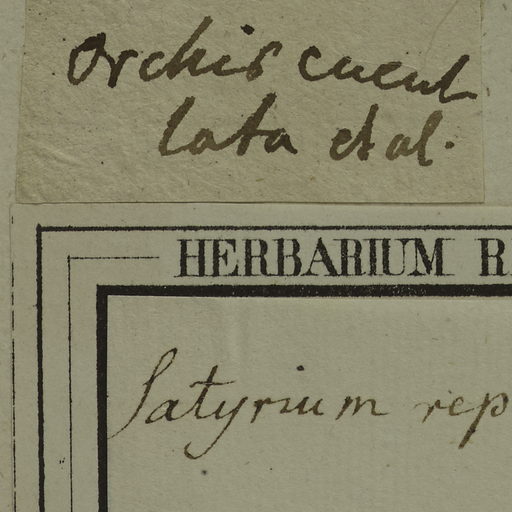 Orchis cucul
lata et al.
HERBARIUM R
Satyrium rep